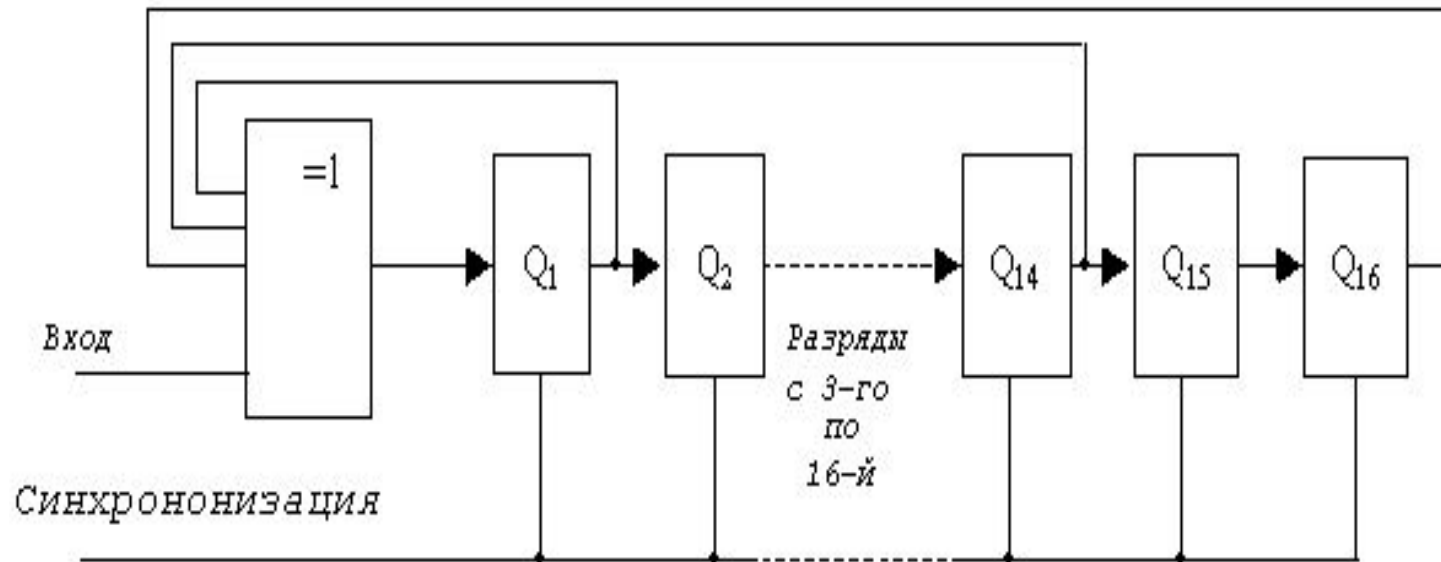 =1
Q1
Q2
Q14
Q15
Q16
Вход
Разряды
с 3-го
по
16-й
Синхрононизация